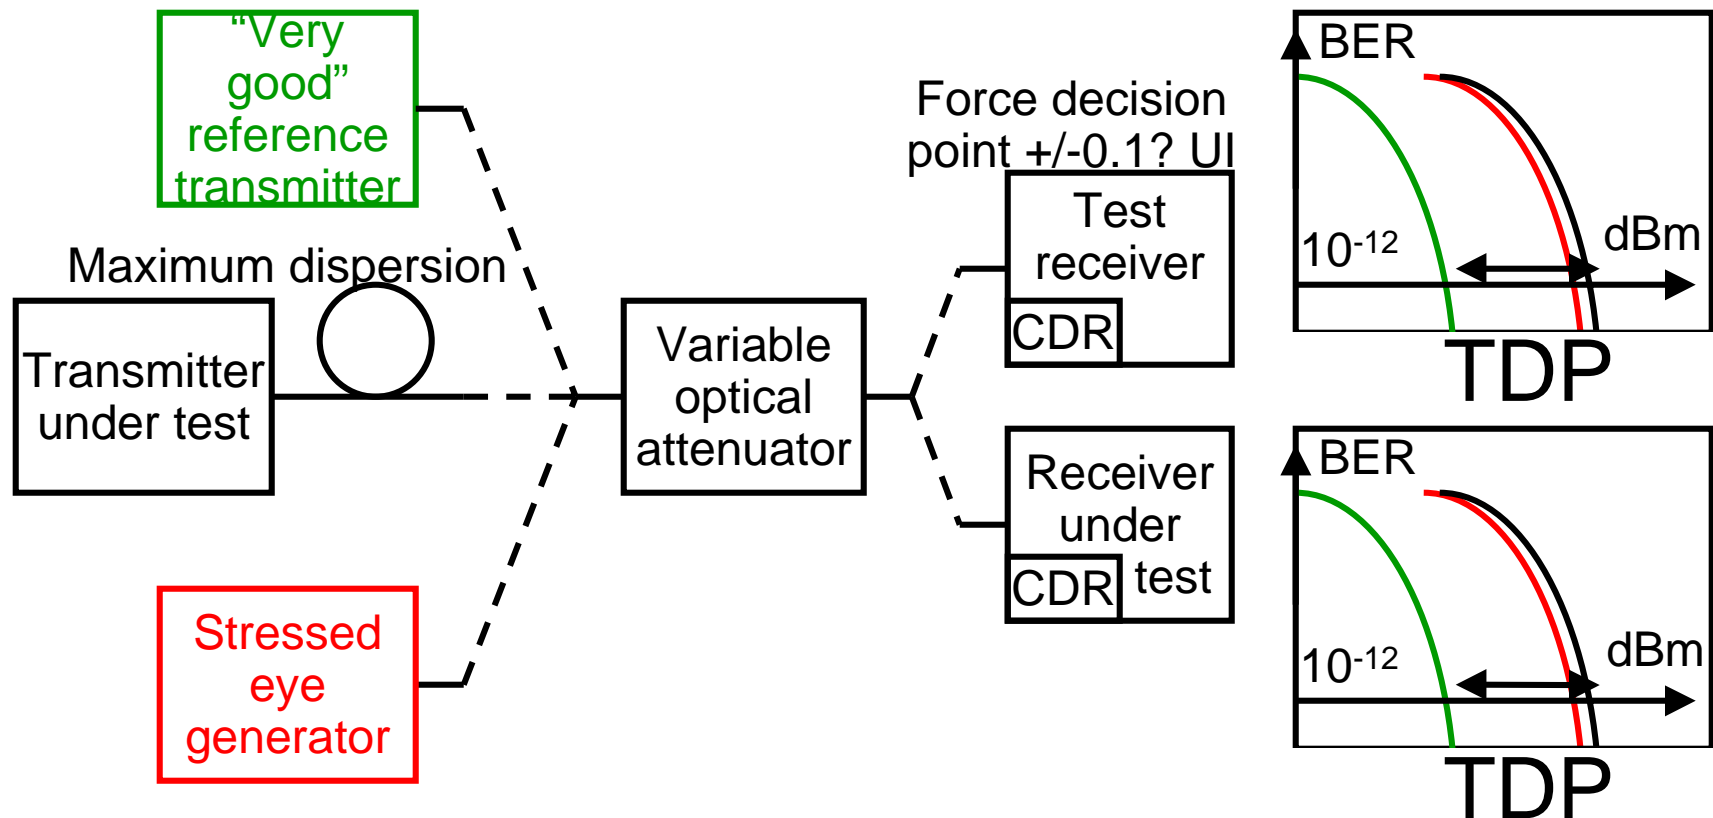 “Very
good”
reference
transmitter
Maximum dispersion
Transmitter
under test
Stressed
eye
generator
Variable
optical
attenuator
Force decision
point +/-0.1? UI
Test
receiver
CDR
Receiver
under
test
CDR
BER
10⁻¹²
dBm
TDP
BER
10⁻¹²
dBm
TDP